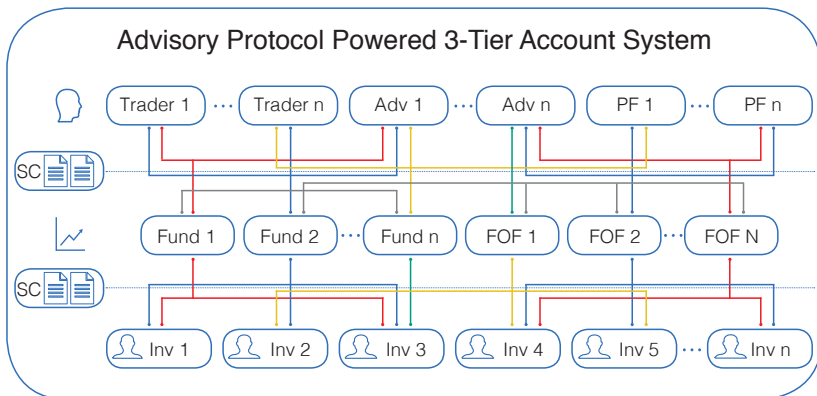 Advisory Protocol Powered 3-Tier Account System
Trader 1 ··· Trader n Adv 1 ··· Adv n PF 1 ··· PF n
SC
Fund 1 Fund 2 ··· Fund n FOF 1 FOF 2 ··· FOF N
SC
Inv 1 Inv 2 Inv 3 Inv 4 Inv 5 ··· Inv n